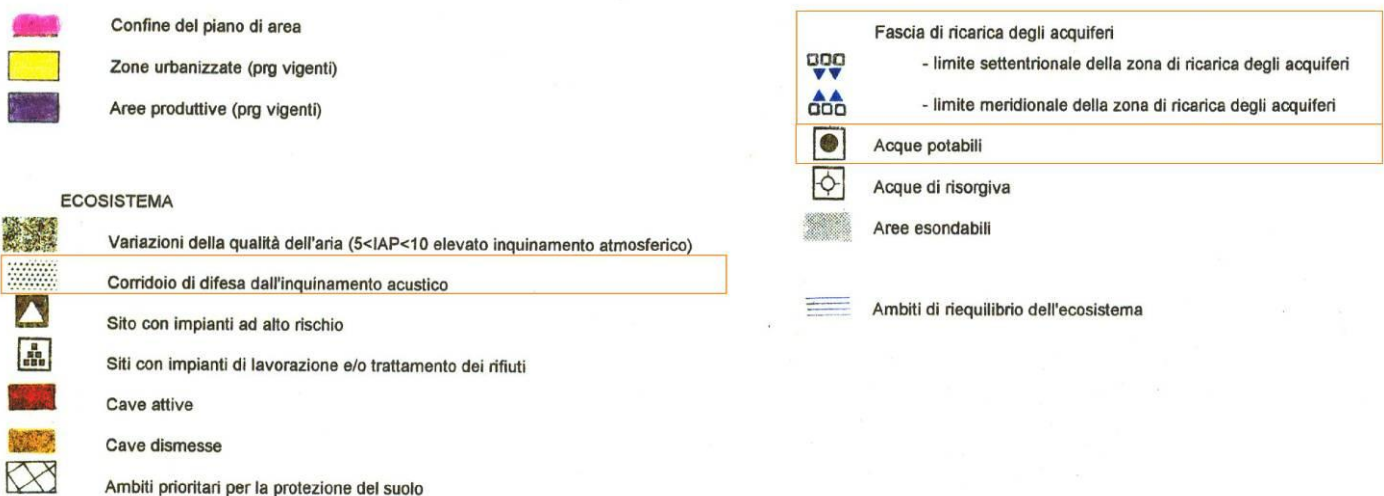 Confine del piano di area
Zone urbanizzate (prg vigenti)
Aree produttive (prg vigenti)
ECOSISTEMA
Variazioni della qualità dell'aria (5<IAP<10 elevato inquinamento atmosferico)
Corridoio di difesa dall'inquinamento acustico
Sito con impianti ad alto rischio
Siti con impianti di lavorazione e/o trattamento dei rifiuti
Cave attive
Cave dismesse
Ambiti prioritari per la protezione del suolo
Fascia di ricarica degli acquiferi
- limite settentrionale della zona di ricarica degli acquiferi
- limite meridionale della zona di ricarica degli acquiferi
Acque potabili
Acque di risorgiva
Aree esondabili
Ambiti di riequilibrio dell'ecosistema